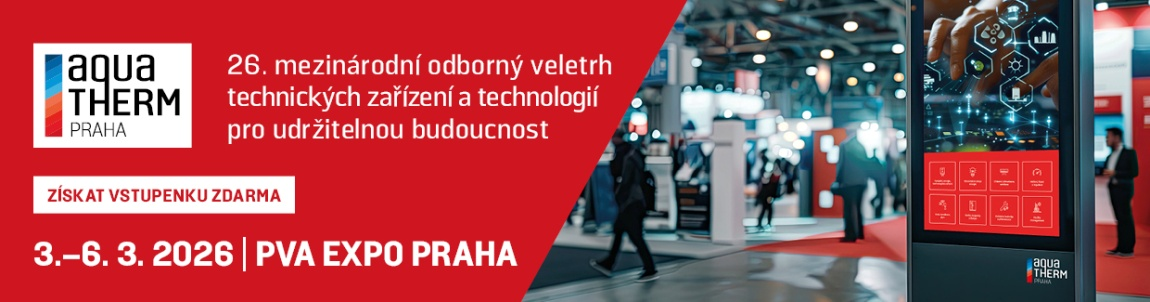 aqua
THERM
PRAHA
26. mezinárodní odborný veletrh
technických zařízení a technologií
pro udržitelnou budoucnost
ZÍSKAT VSTUPENKU ZDARMA
3.–6. 3. 2026 | PVA EXPO PRAHA
aqua
THERM
PRAHA